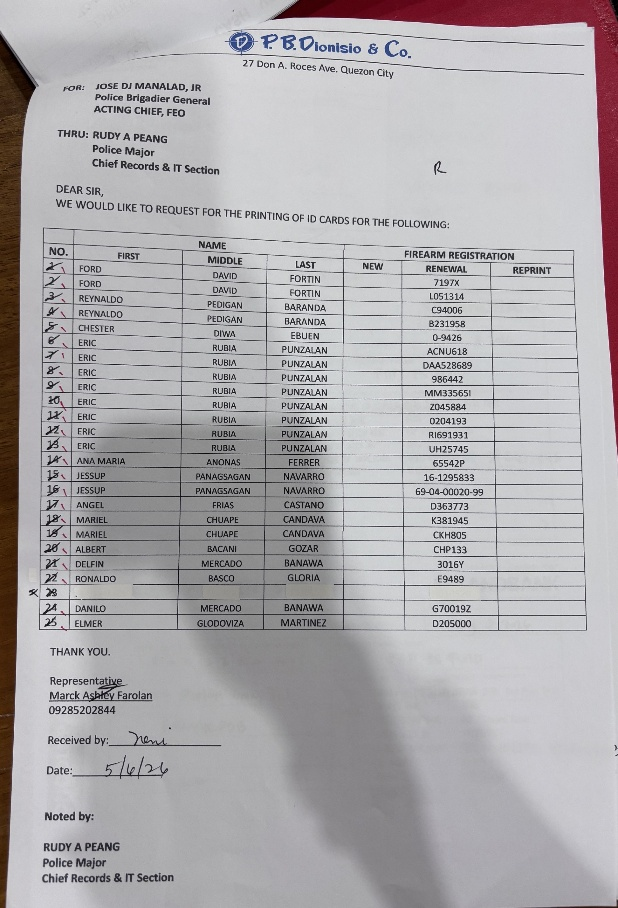 P.B. Dionisio & Co.
27 Don A. Roces Ave. Quezon City
FOR: JOSE DJ MANALAD, JR
Police Brigadier General
ACTING CHIEF, FEO
THRU: RUDY A PEANG
Police Major
Chief Records & IT Section
R
DEAR SIR,
WE WOULD LIKE TO REQUEST FOR THE PRINTING OF ID CARDS FOR THE FOLLOWING:
NO. NAME FIREARM REGISTRATION
FIRST MIDDLE LAST NEW RENEWAL REPRINT
1 FORD DAVID FORTIN 7197X
2 FORD DAVID FORTIN L051314
3 REYNALDO PEDIGAN BARANDA C94006
4 REYNALDO PEDIGAN BARANDA B231958
5 CHESTER DIWA EBUEN 0-9426
6 ERIC RUBIA PUNZALAN ACNU618
7 ERIC RUBIA PUNZALAN DAA528689
8 ERIC RUBIA PUNZALAN 986442
9 ERIC RUBIA PUNZALAN MM33565I
10 ERIC RUBIA PUNZALAN Z045884
11 ERIC RUBIA PUNZALAN 0204193
12 ERIC RUBIA PUNZALAN RI691931
13 ERIC RUBIA PUNZALAN UH25745
14 ANA MARIA ANONAS FERRER 65542P
15 JESSUP PANAGSAGAN NAVARRO 16-1295833
16 JESSUP PANAGSAGAN NAVARRO 69-04-00020-99
17 ANGEL FRIAS CASTANO D363773
18 MARIEL CHUAPE CANDAVA K381945
19 MARIEL CHUAPE CANDAVA CKH805
20 ALBERT BACANI GOZAR CHP133
21 DELFIN MERCADO BANAWA 3016Y
22 RONALDO BASCO GLORIA E9489
x 23
24 DANILO MERCADO BANAWA G70019Z
25 ELMER GLODOVIZA MARTINEZ D205000
THANK YOU.
Representative
Marck Ashley Farolan
09285202844
Received by:
Date: 5/6/26
Noted by:
RUDY A PEANG
Police Major
Chief Records & IT Section